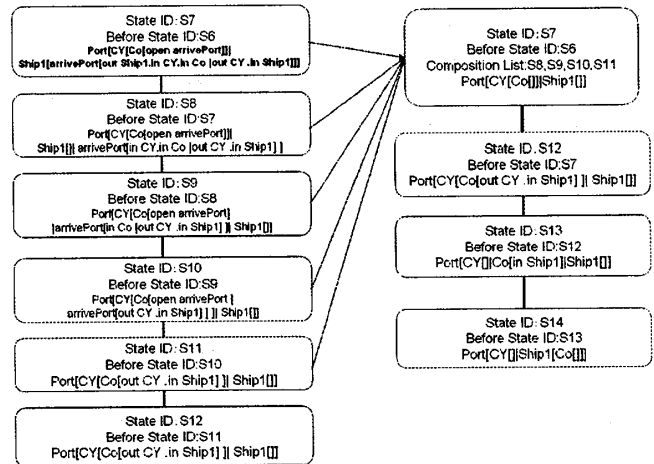 State ID:S7
Before State ID:S6
Port[CY[Co[open arrivePort]]|
Ship1[arrivePort[out Ship1.in CY.in Co |out CY .in Ship1]]]
State ID:S8
Before State ID:S7
Port[CY[Co[open arrivePort]]|
Ship1[]| arrivePort[in CY.in Co |out CY .in Ship1] ]
State ID:S9
Before State ID:S8
Port[CY[Co[open arrivePort]
|arrivePort[in Co |out CY .in Ship1] ]| Ship1[]]
State ID:S10
Before State ID:S9
Port[CY[Co[open arrivePort |
arrivePort[out CY .in Ship1] ] ]| Ship1[]]
State ID:S11
Before State ID:S10
Port[CY[Co[out CY .in Ship1] ]| Ship1[]]
State ID:S12
Before State ID:S11
Port[CY[Co[out CY .in Ship1] ]| Ship1[]]
State ID:S7
Before State ID:S6
Composition List:S8,S9,S10,S11
Port[CY[Co[]]|Ship1[]]
State ID:S12
Before State ID:S7
Port[CY[Co[out CY .in Ship1] ]| Ship1[]]
State ID:S13
Before State ID:S12
Port[CY[]|Co[in Ship1]|Ship1[]]
State ID:S14
Before State ID:S13
Port[CY[]|Ship1[Co[]]]